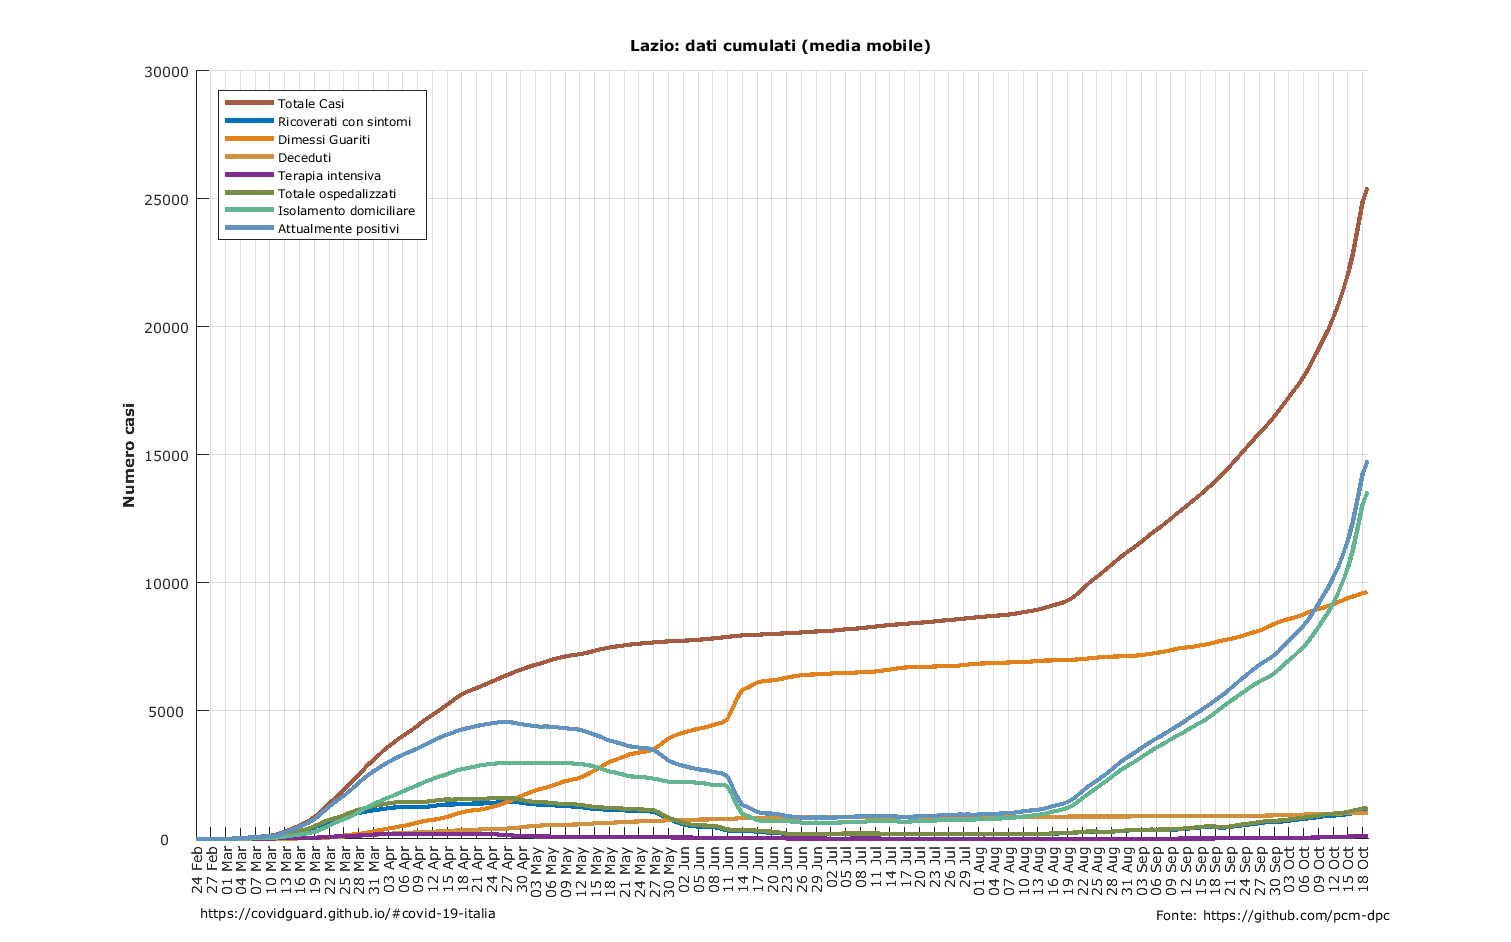 Lazio: dati cumulati (media mobile)
30000
25000
20000
15000
10000
5000
0
Numero casi
Totale Casi
Ricoverati con sintomi
Dimessi Guariti
Deceduti
Terapia intensiva
Totale ospedalizzati
Isolamento domiciliare
Attualmente positivi
24 Feb
27 Feb
01 Mar
04 Mar
07 Mar
10 Mar
13 Mar
16 Mar
19 Mar
22 Mar
25 Mar
28 Mar
31 Mar
03 Apr
06 Apr
09 Apr
12 Apr
15 Apr
18 Apr
21 Apr
24 Apr
27 Apr
30 Apr
03 May
06 May
09 May
12 May
15 May
18 May
21 May
24 May
27 May
30 May
02 Jun
05 Jun
08 Jun
11 Jun
14 Jun
17 Jun
20 Jun
23 Jun
26 Jun
29 Jun
02 Jul
05 Jul
08 Jul
11 Jul
14 Jul
17 Jul
20 Jul
23 Jul
26 Jul
29 Jul
01 Aug
04 Aug
07 Aug
10 Aug
13 Aug
16 Aug
19 Aug
22 Aug
25 Aug
28 Aug
31 Aug
03 Sep
06 Sep
09 Sep
12 Sep
15 Sep
18 Sep
21 Sep
24 Sep
27 Sep
30 Sep
03 Oct
06 Oct
09 Oct
12 Oct
15 Oct
18 Oct
https://covidguard.github.io/#covid-19-italia
Fonte: https://github.com/pcm-dpc